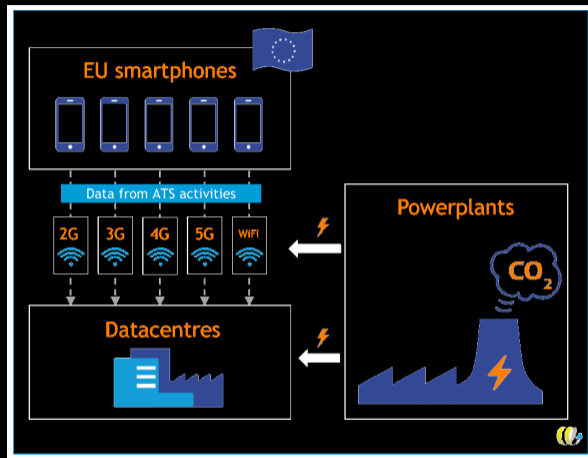 EU smartphones
Data from ATS activities
2G 3G 4G 5G WiFi
Powerplants
CO2
Datacentres